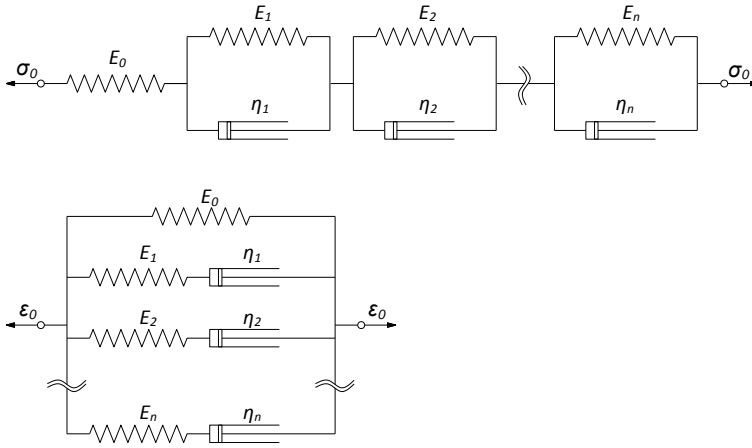 E₁ E₂ Eₙ
σ₀ E₀ σ₀
η₁ η₂ ηₙ
E₀
E₁ η₁
ε₀ E₂ η₂ ε₀
Eₙ ηₙ